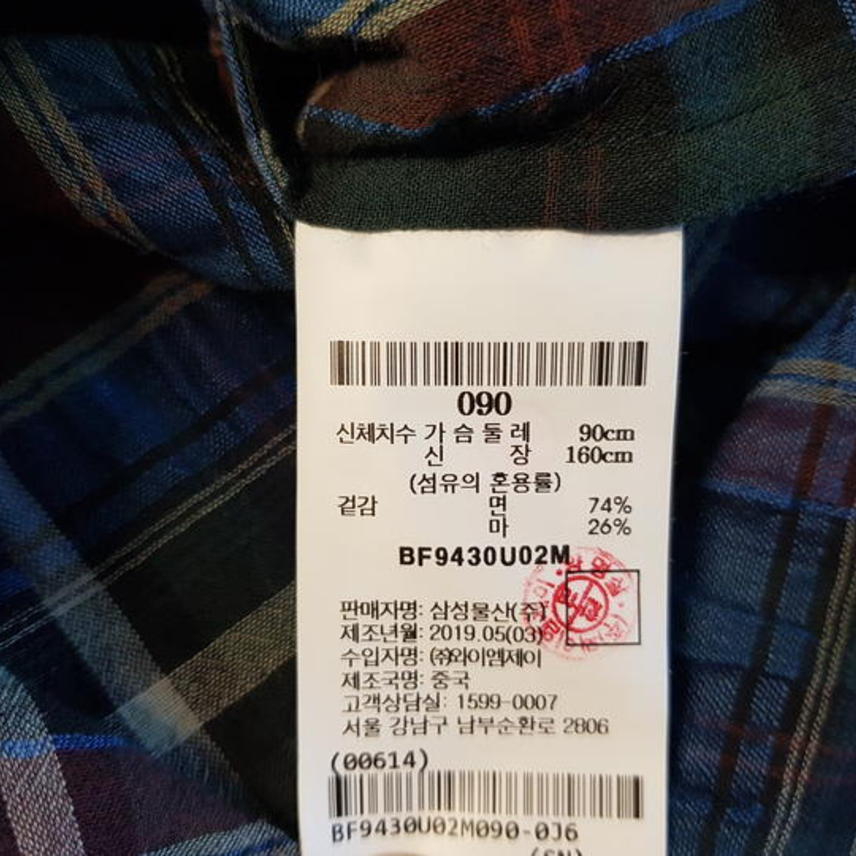 090
신체치수 가 슴 둘 레 90cm
신 장 160cm
(섬유의 혼용률)
겉감 면 74%
마 26%
BF9430U02M
판매자명: 삼성물산(주)
제조년월: 2019.05(03)
수입자명: (주)와이엠제이
제조국명: 중국
고객상담실: 1599-0007
서울 강남구 남부순환로 2806
(00614)
BF9430U02M090-0J6